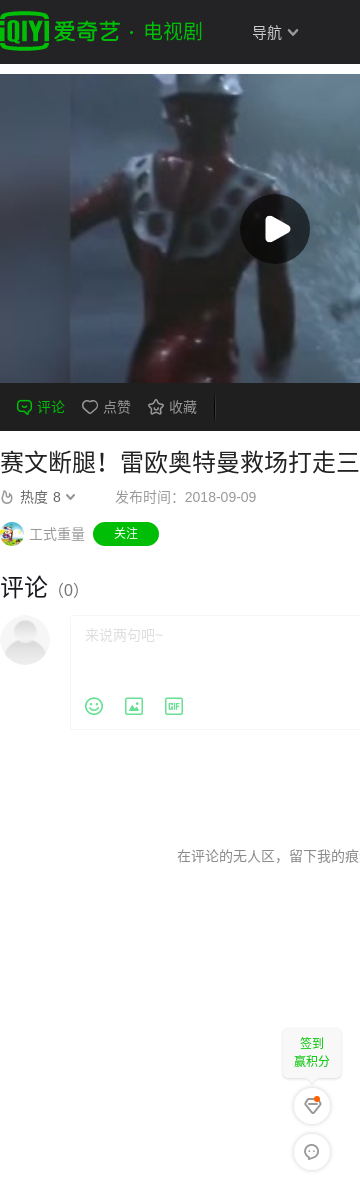 iQIYI 爱奇艺 · 电视剧 导航
评论 点赞 收藏
赛文断腿！雷欧奥特曼救场打走三
热度 8 发布时间：2018-09-09
工式重量 关注
评论（0）
来说两句吧~
GIF
在评论的无人区，留下我的痕
签到
赢积分